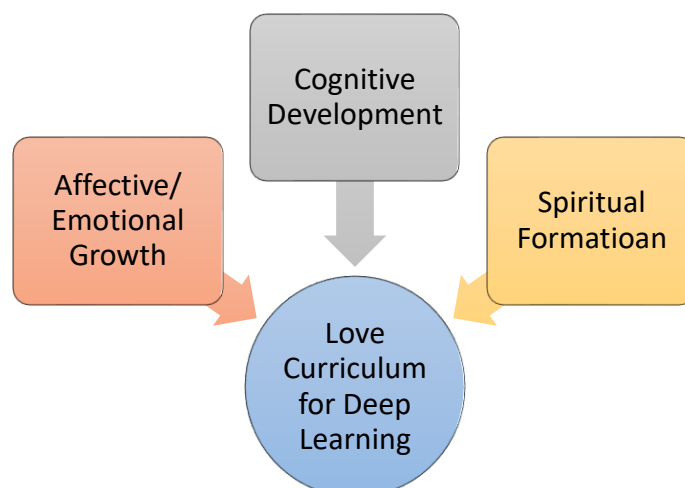 Cognitive
Development
Affective/
Emotional
Growth
Spiritual
Formatioan
Love
Curriculum
for Deep
Learning